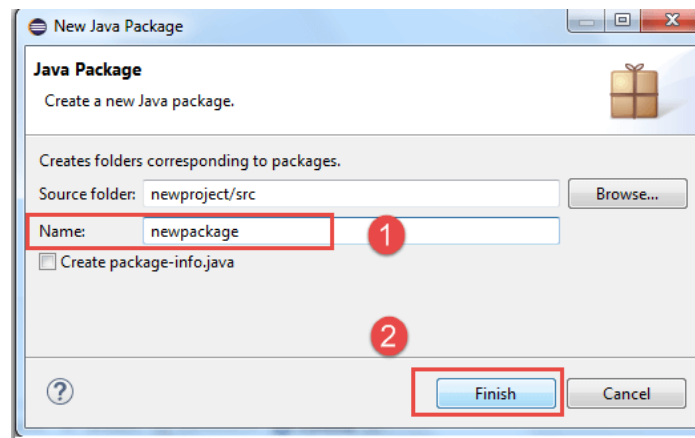 New Java Package
Java Package
Create a new Java package.
Creates folders corresponding to packages.
Source folder: newproject/src Browse...
Name: newpackage 1
Create package-info.java
2
? Finish Cancel